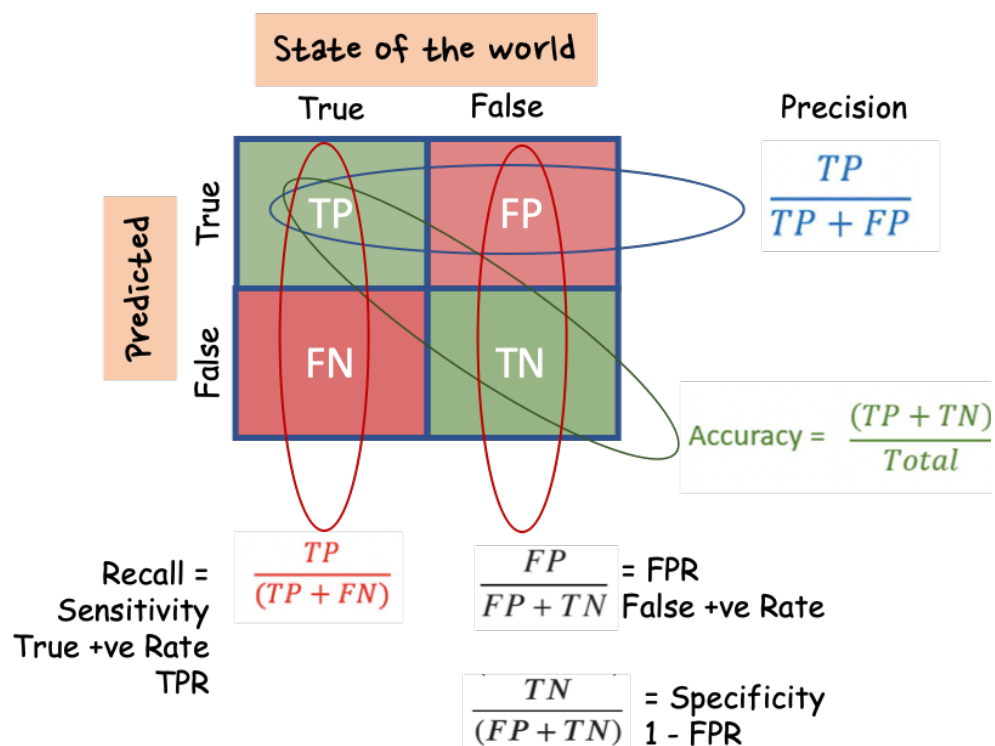 State of the world
True
False
Precision
Predicted
True
TP
FP
TP
TP + FP
False
FN
TN
Accuracy =
(TP + TN)
Total
Recall =
Sensitivity
True +ve Rate
TPR
TP
(TP + FN)
FP
FP + TN
= FPR
False +ve Rate
TN
(FP + TN)
= Specificity
1 - FPR